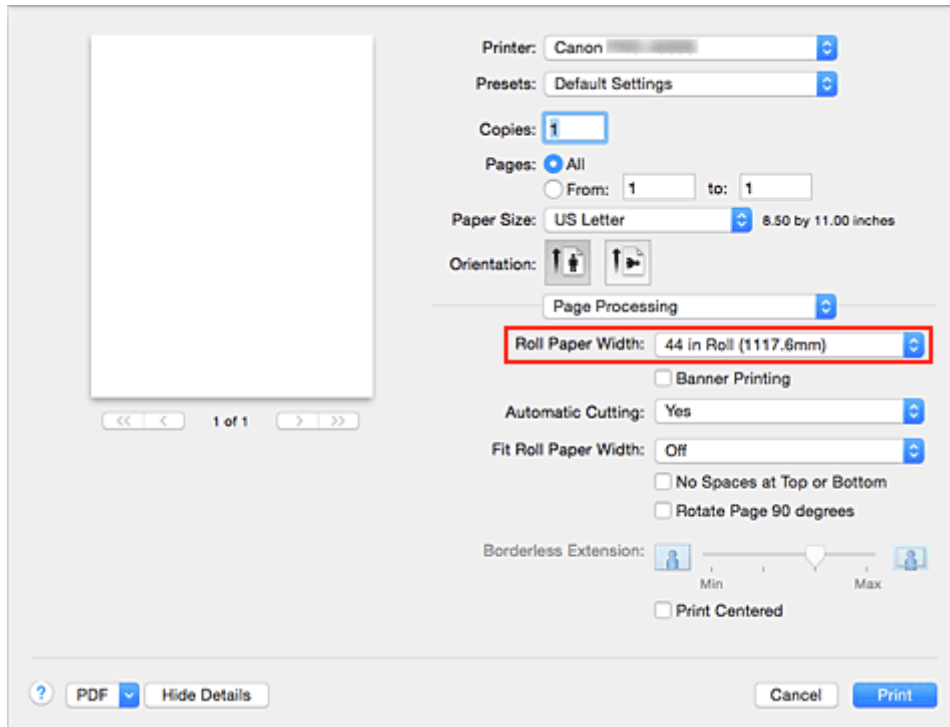 Printer: Canon
Presets: Default Settings
Copies: 1
Pages: All
From: 1 to: 1
Paper Size: US Letter 8.50 by 11.00 inches
Orientation:
Page Processing
Roll Paper Width: 44 in Roll (1117.6mm)
Banner Printing
<< < 1 of 1 > >>
Automatic Cutting: Yes
Fit Roll Paper Width: Off
No Spaces at Top or Bottom
Rotate Page 90 degrees
Borderless Extension:
Min Max
Print Centered
? PDF Hide Details Cancel Print